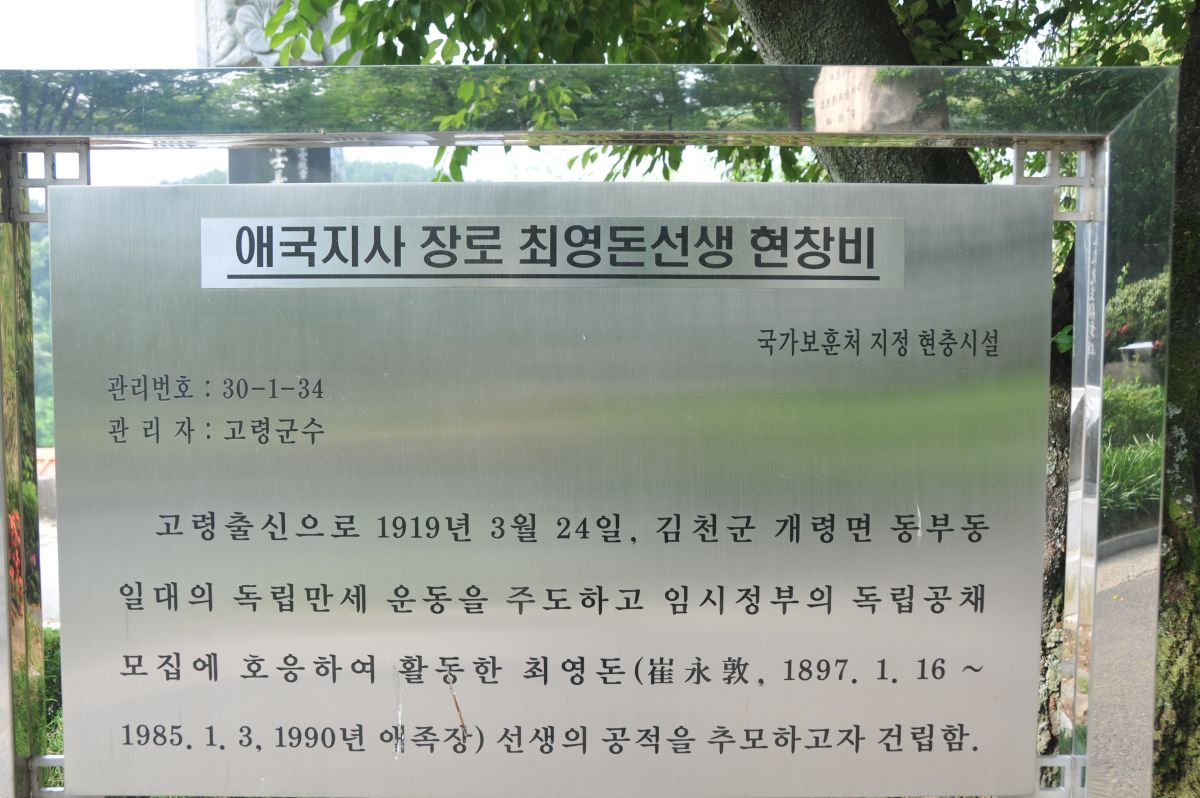 애국지사 장로 최영돈선생 현창비
국가보훈처 지정 현충시설
관리번호 : 30-1-34
관 리 자 : 고령군수
고령출신으로 1919년 3월 24일, 김천군 개령면 동부동
일대의 독립만세 운동을 주도하고 임시정부의 독립공채
모집에 호응하여 활동한 최영돈(崔永敦, 1897. 1. 16 ~
1985. 1. 3, 1990년 애족장) 선생의 공적을 추모하고자 건립함.